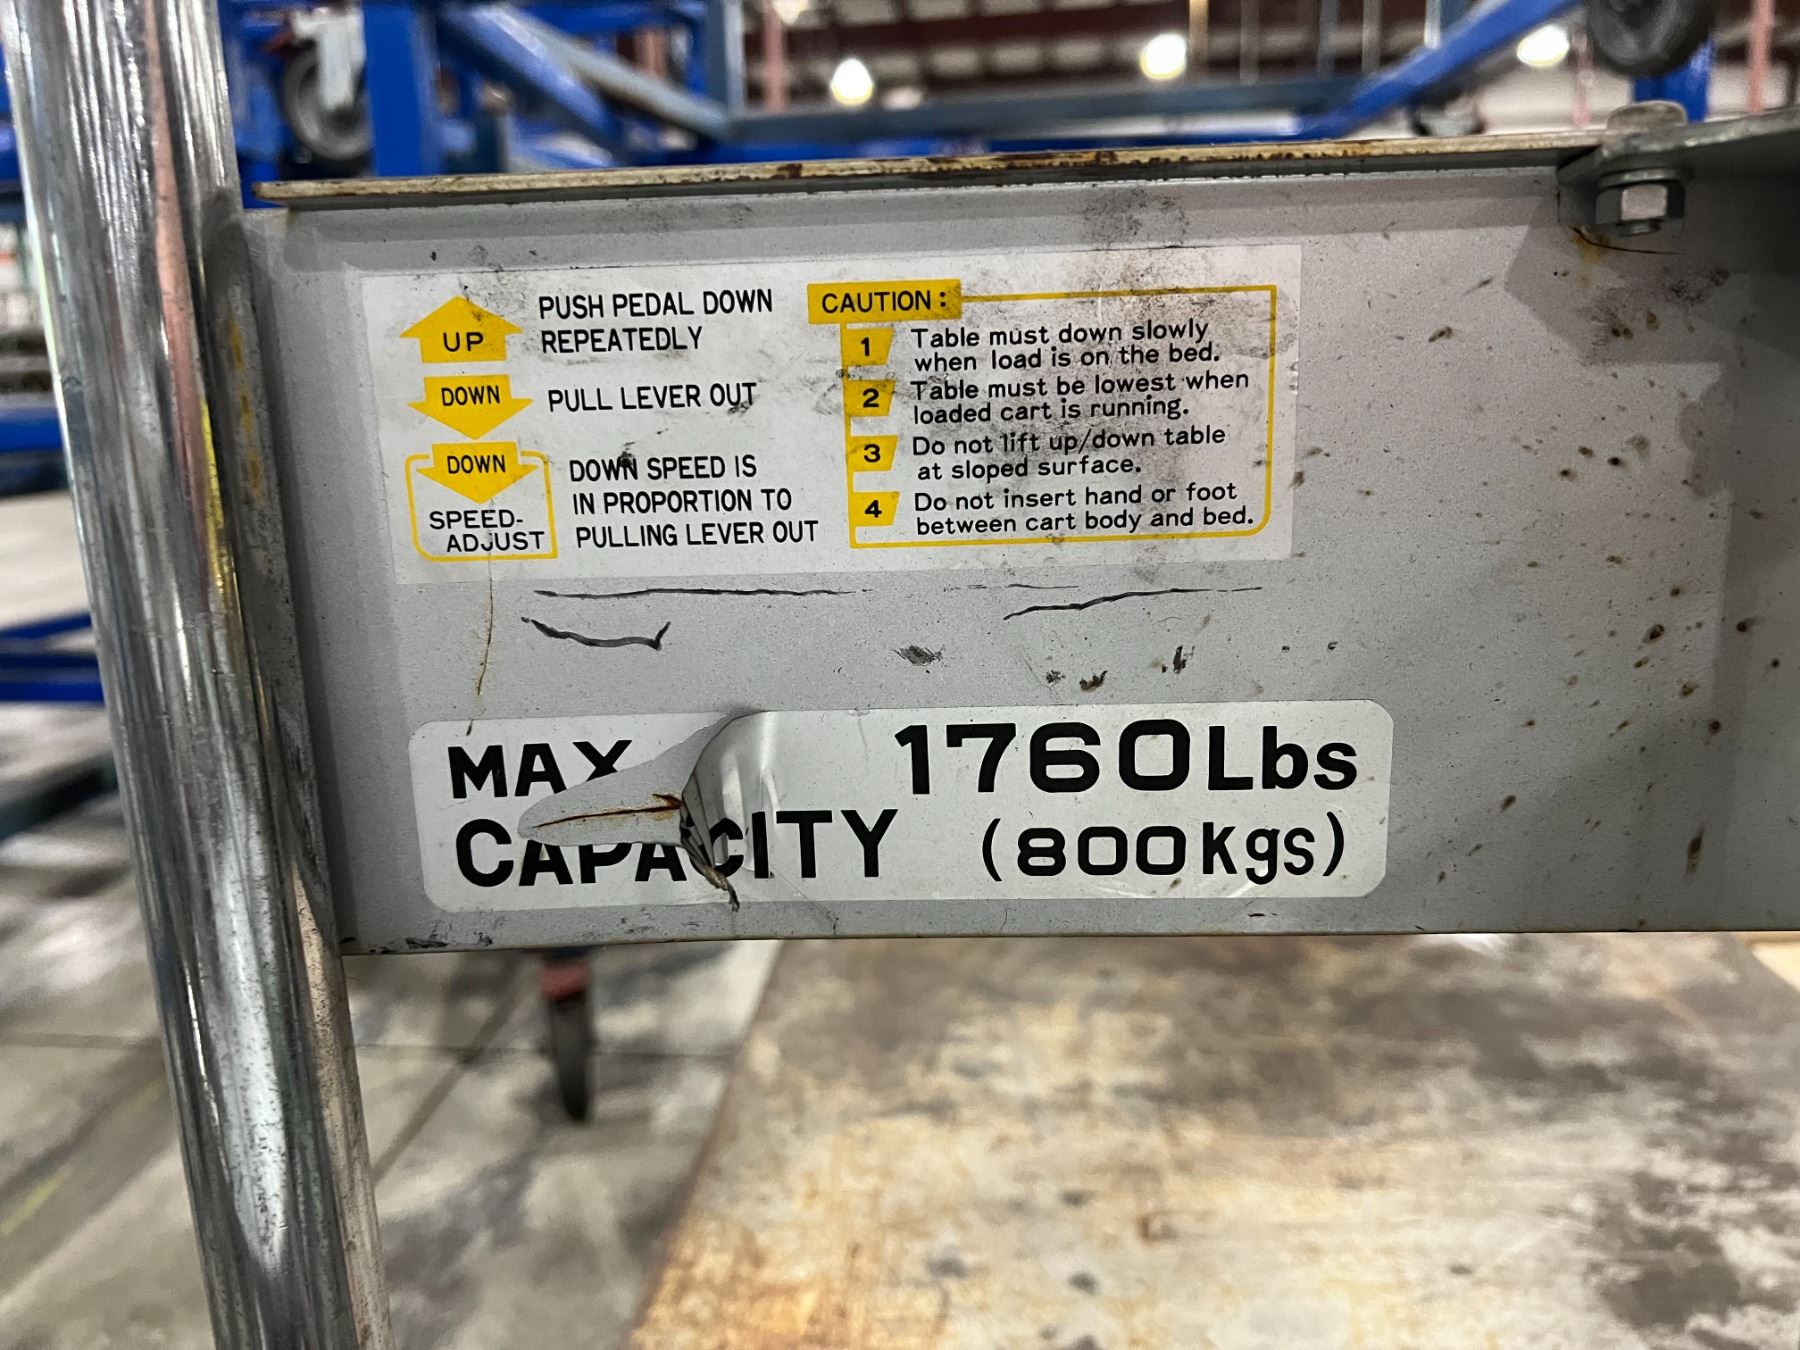 UP
PUSH PEDAL DOWN
REPEATEDLY
DOWN
PULL LEVER OUT
DOWN
SPEED-
ADJUST
DOWN SPEED IS
IN PROPORTION TO
PULLING LEVER OUT
CAUTION :
1 Table must down slowly
when load is on the bed.
2 Table must be lowest when
loaded cart is running.
3 Do not lift up/down table
at sloped surface.
4 Do not insert hand or foot
between cart body and bed.
MAX 1760Lbs
CAPACITY (800kgs)